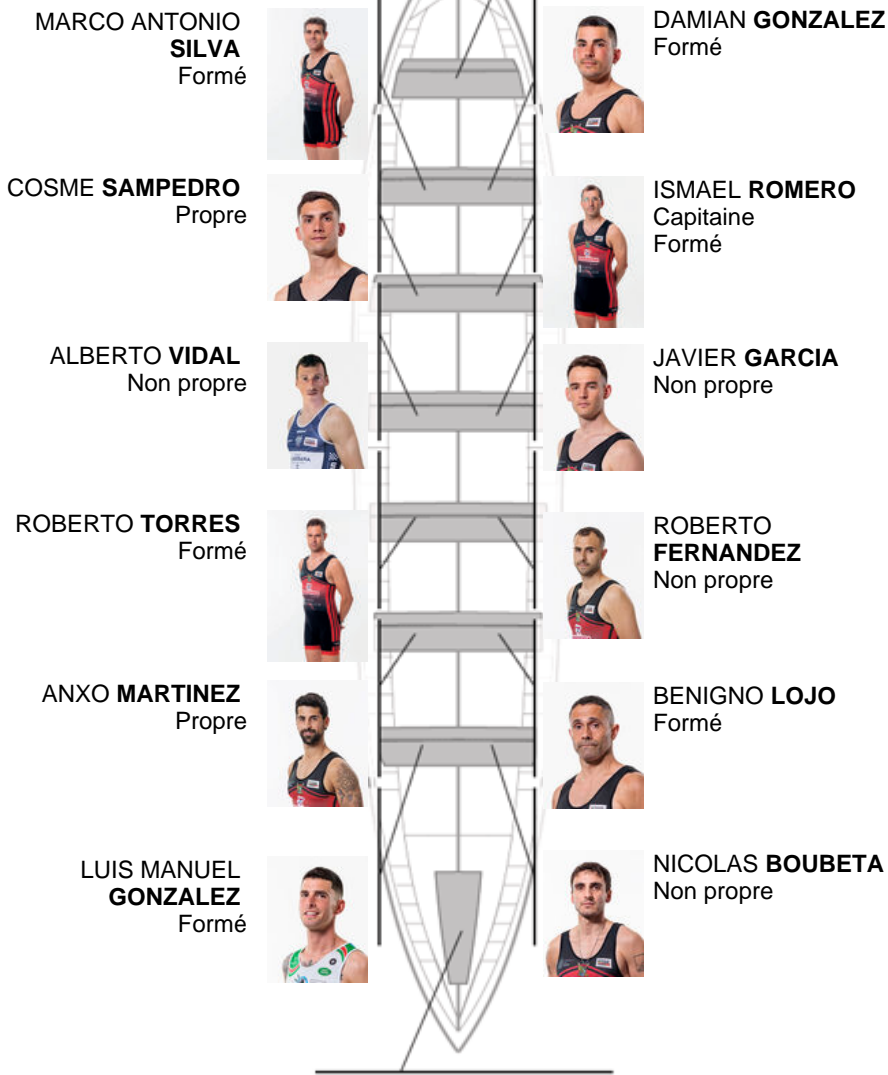 MARCO ANTONIO
SILVA
Formé
DAMIAN GONZALEZ
Formé
COSME SAMPEDRO
Propre
ISMAEL ROMERO
Capitaine
Formé
ALBERTO VIDAL
Non propre
JAVIER GARCIA
Non propre
ROBERTO TORRES
Formé
ROBERTO
FERNANDEZ
Non propre
ANXO MARTINEZ
Propre
BENIGNO LOJO
Formé
LUIS MANUEL
GONZALEZ
Formé
NICOLAS BOUBETA
Non propre